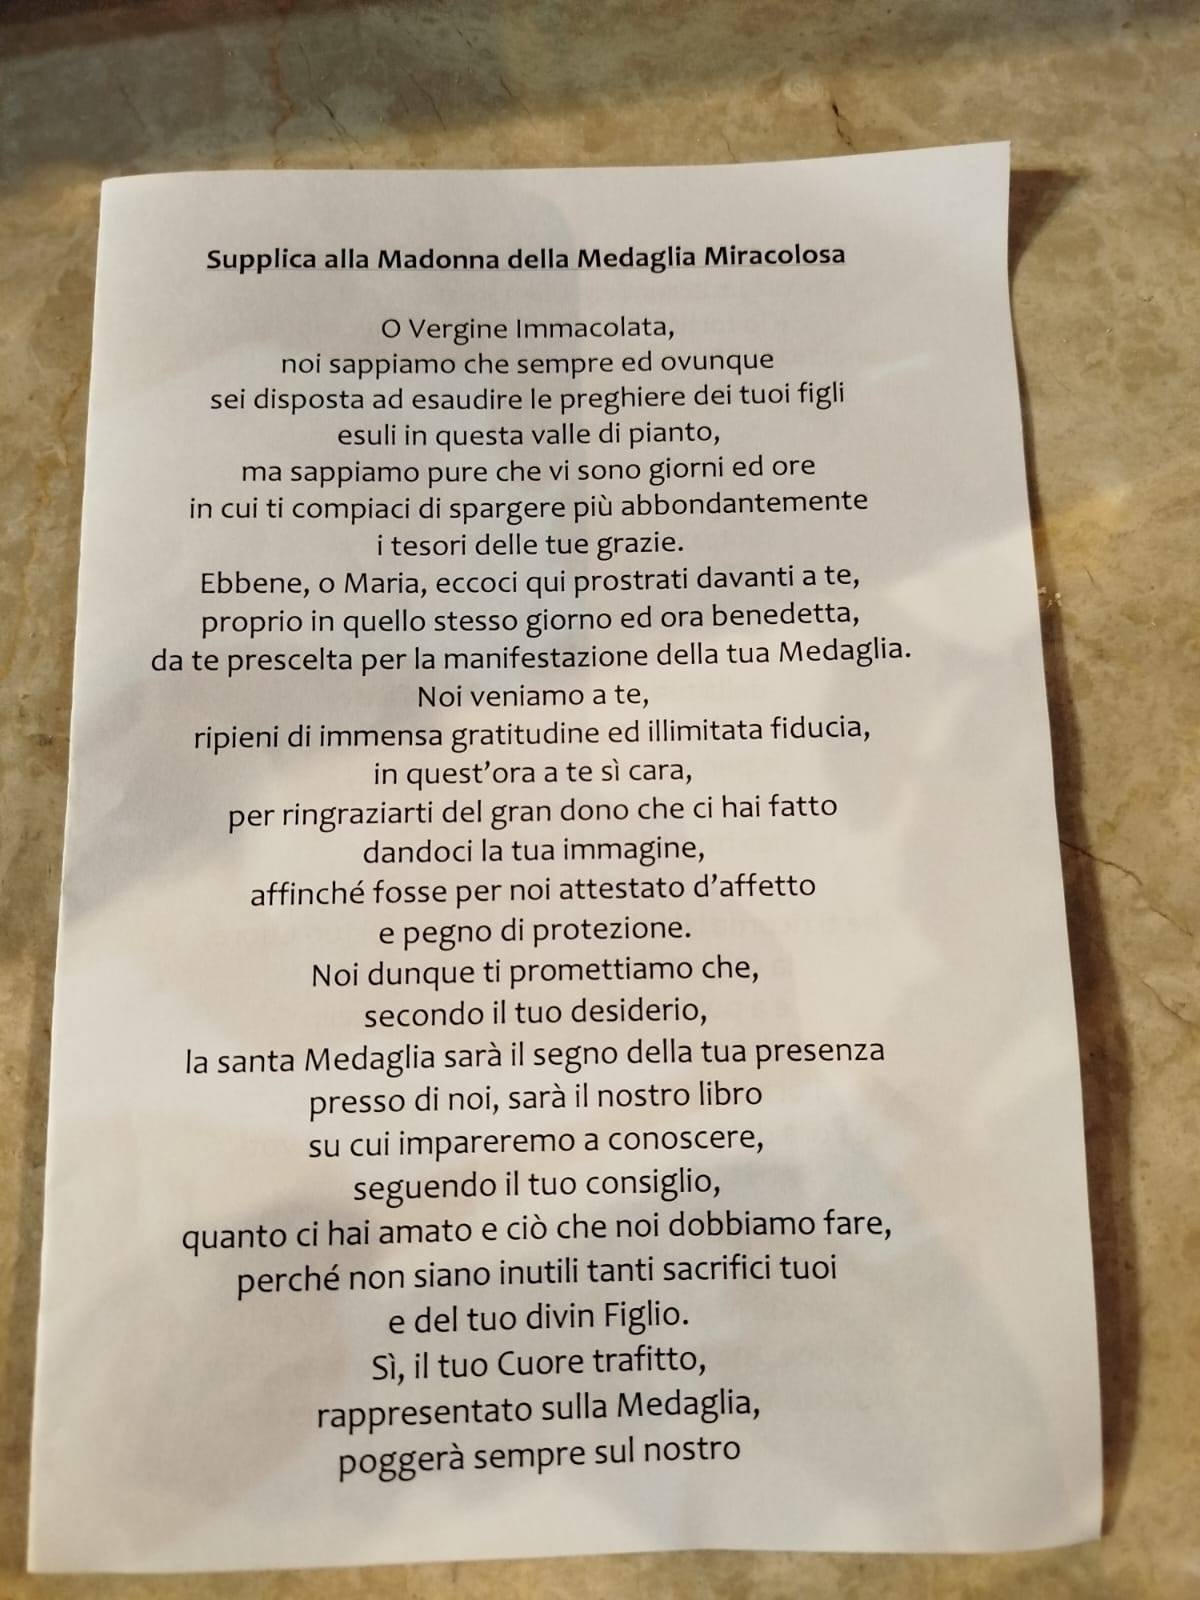 Supplica alla Madonna della Medaglia Miracolosa
O Vergine Immacolata,
noi sappiamo che sempre ed ovunque
sei disposta ad esaudire le preghiere dei tuoi figli
esuli in questa valle di pianto,
ma sappiamo pure che vi sono giorni ed ore
in cui ti compiaci di spargere più abbondantemente
i tesori delle tue grazie.
Ebbene, o Maria, eccoci qui prostrati davanti a te,
proprio in quello stesso giorno ed ora benedetta,
da te prescelta per la manifestazione della tua Medaglia.
Noi veniamo a te,
ripieni di immensa gratitudine ed illimitata fiducia,
in quest’ora a te sì cara,
per ringraziarti del gran dono che ci hai fatto
dandoci la tua immagine,
affinché fosse per noi attestato d’affetto
e pegno di protezione.
Noi dunque ti promettiamo che,
secondo il tuo desiderio,
la santa Medaglia sarà il segno della tua presenza
presso di noi, sarà il nostro libro
su cui impareremo a conoscere,
seguendo il tuo consiglio,
quanto ci hai amato e ciò che noi dobbiamo fare,
perché non siano inutili tanti sacrifici tuoi
e del tuo divin Figlio.
Sì, il tuo Cuore trafitto,
rappresentato sulla Medaglia,
poggerà sempre sul nostro